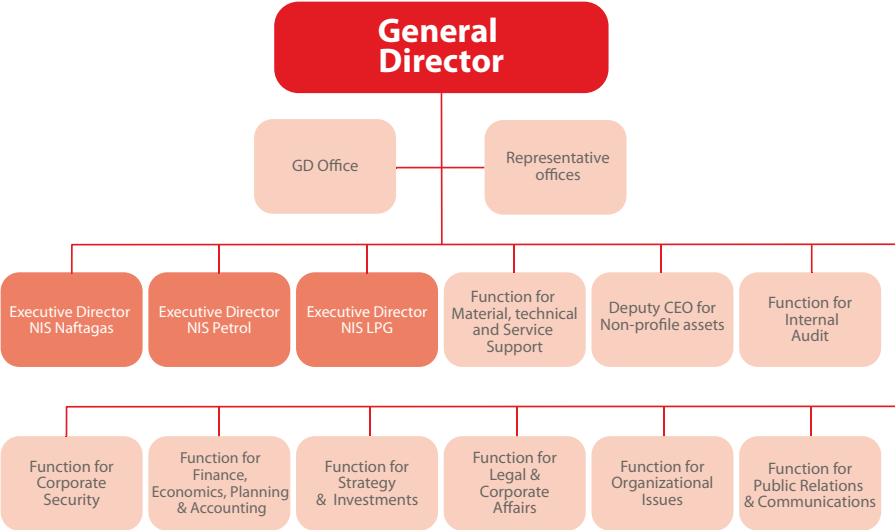 General
Director
GD Office
Representative
offices
Executive Director
NIS Naftagas
Executive Director
NIS Petrol
Executive Director
NIS LPG
Function for
Material, technical
and Service
Support
Deputy CEO for
Non-profile assets
Function for
Internal
Audit
Function for
Corporate
Security
Function for
Finance,
Economics, Planning
& Accounting
Function for
Strategy
& Investments
Function for
Legal &
Corporate
Affairs
Function for
Organizational
Issues
Function for
Public Relations
& Communications